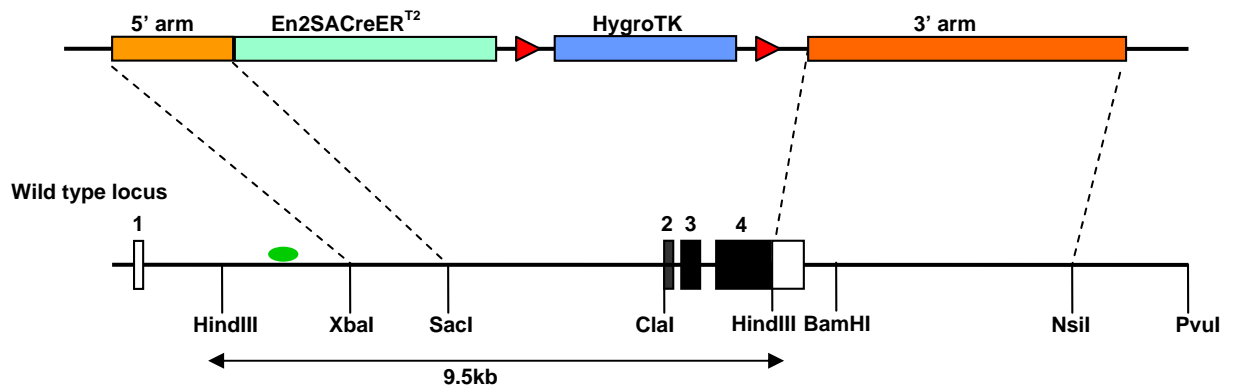 5’ arm En2SACreER^T2 HygroTK 3’ arm
Wild type locus
1 2 3 4
HindIII XbaI SacI ClaI HindIII BamHI NsiI PvuI
9.5kb